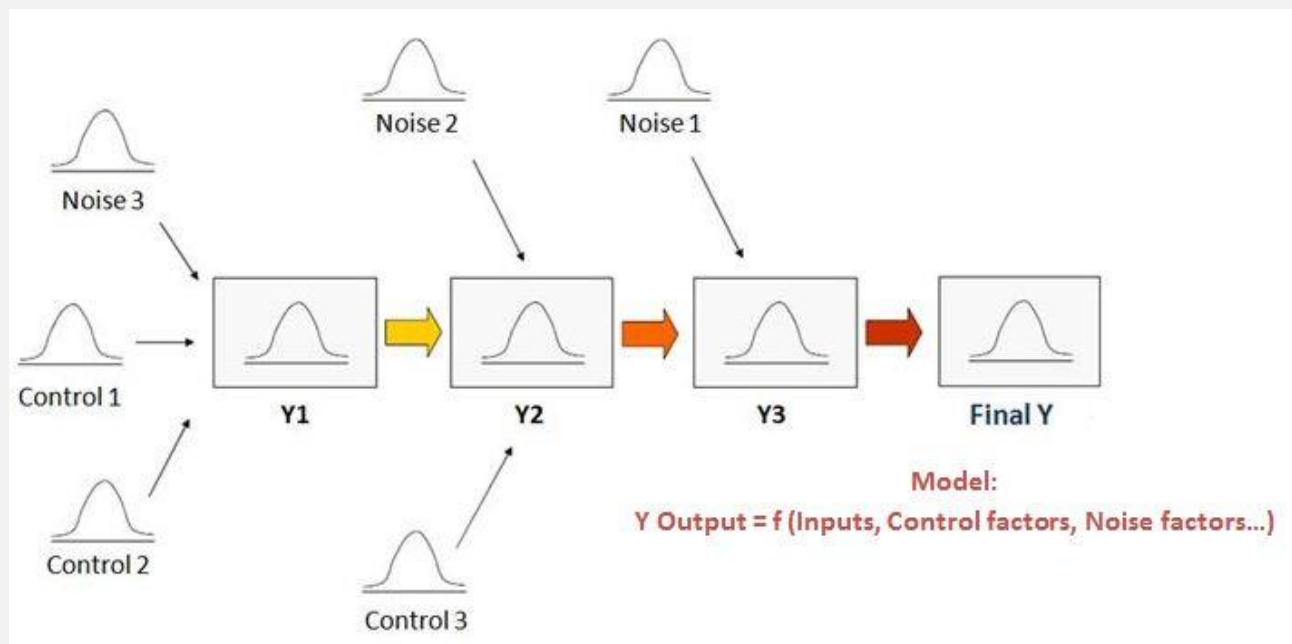 Noise 2
Noise 1
Noise 3
Control 1
Y1
Y2
Y3
Final Y
Control 2
Control 3
Model:
Y Output = f (Inputs, Control factors, Noise factors...)